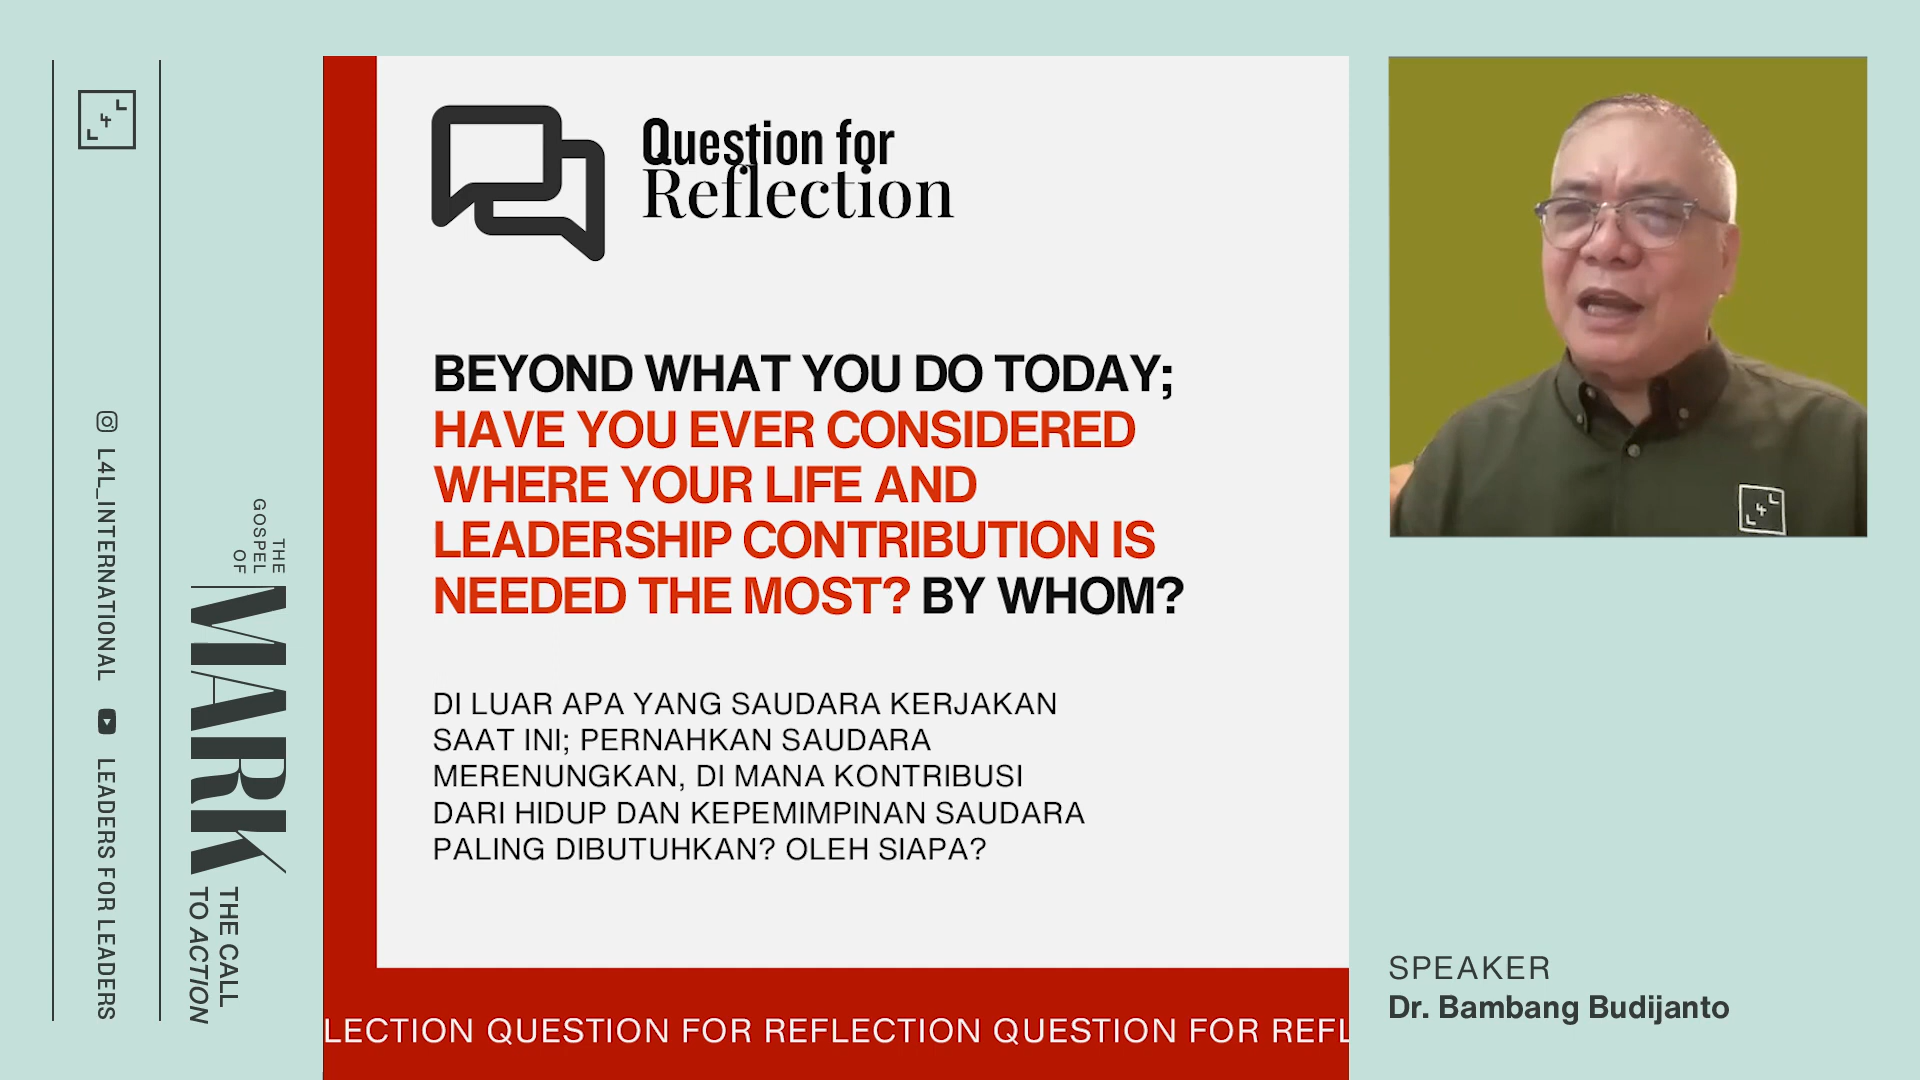 L4L_INTERNATIONAL
LEADERS FOR LEADERS
THE
GOSPEL
OF
MARK
THE CALL
TO ACTION
Question for
Reflection
BEYOND WHAT YOU DO TODAY;
HAVE YOU EVER CONSIDERED
WHERE YOUR LIFE AND
LEADERSHIP CONTRIBUTION IS
NEEDED THE MOST? BY WHOM?
DI LUAR APA YANG SAUDARA KERJAKAN
SAAT INI; PERNAHKAN SAUDARA
MERENUNGKAN, DI MANA KONTRIBUSI
DARI HIDUP DAN KEPEMIMPINAN SAUDARA
PALING DIBUTUHKAN? OLEH SIAPA?
LECTION QUESTION FOR REFLECTION QUESTION FOR REFL
SPEAKER
Dr. Bambang Budijanto